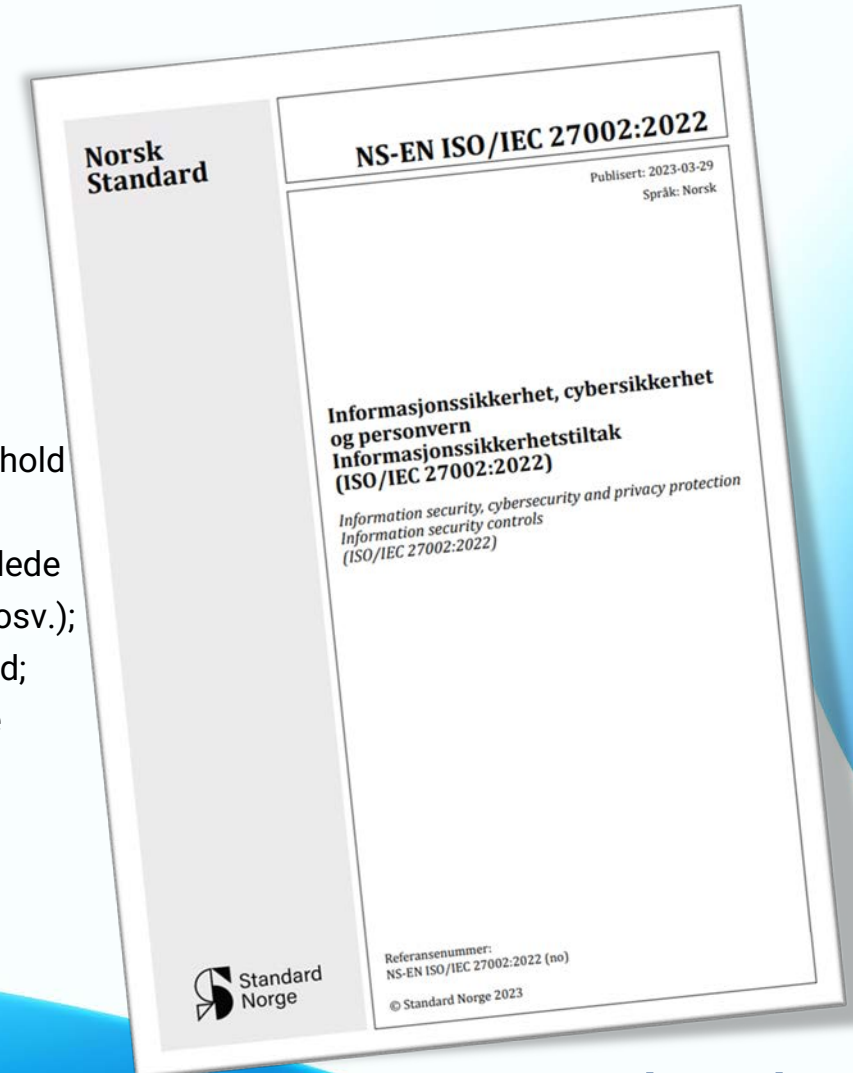 Norsk
Standard
NS-EN ISO/IEC 27002:2022
Publisert: 2023-03-29
Språk: Norsk
hold
lede
osv.);
d;
Informasjonssikkerhet, cybersikkerhet
og personvern
Informasjonssikkerhetstiltak
(ISO/IEC 27002:2022)
Information security, cybersecurity and privacy protection
Information security controls
(ISO/IEC 27002:2022)
Referansenummer:
NS-EN ISO/IEC 27002:2022 (no)
© Standard Norge 2023
Standard
Norge